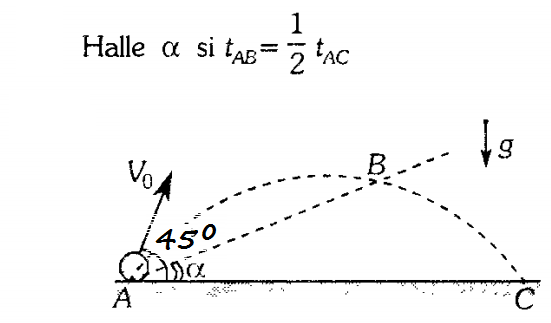 Halle α si t_AB = 1/2 t_AC
B
g
V₀
45°
α
A
C